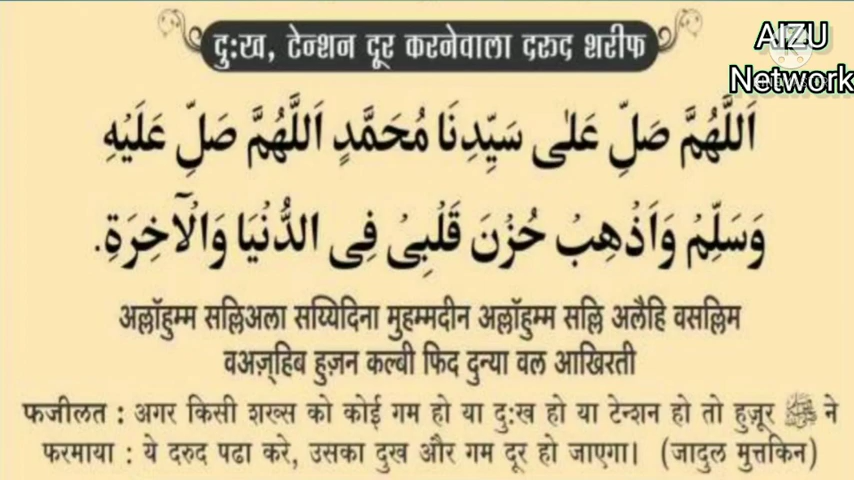 दुःख, टेन्शन दूर करनेवाला दरुद शरीफ
AIZU
Network
اَللّٰهُمَّ صَلِّ عَلٰى سَيِّدِنَا مُحَمَّدٍ اَللّٰهُمَّ صَلِّ عَلَيْهِ
وَسَلِّمْ وَاَذْهِبْ حُزْنَ قَلْبِىْ فِى الدُّنْيَا وَالْاٰخِرَةِ.
अल्लॉहुम्म सल्लिअला सय्यिदिना मुहम्मदीन अल्लॉहुम्म सल्लि अलैहि वसल्लिम
वअज़्हिब हुज़न कल्बी फिद दुन्या वल आखिरती
फजीलत : अगर किसी शख्स को कोई गम हो या दुःख हो या टेन्शन हो तो हुज़ूर ﷺ ने
फरमाया : ये दरुद पढा करे, उसका दुख और गम दूर हो जाएगा। (जादुल मुत्तकिन)